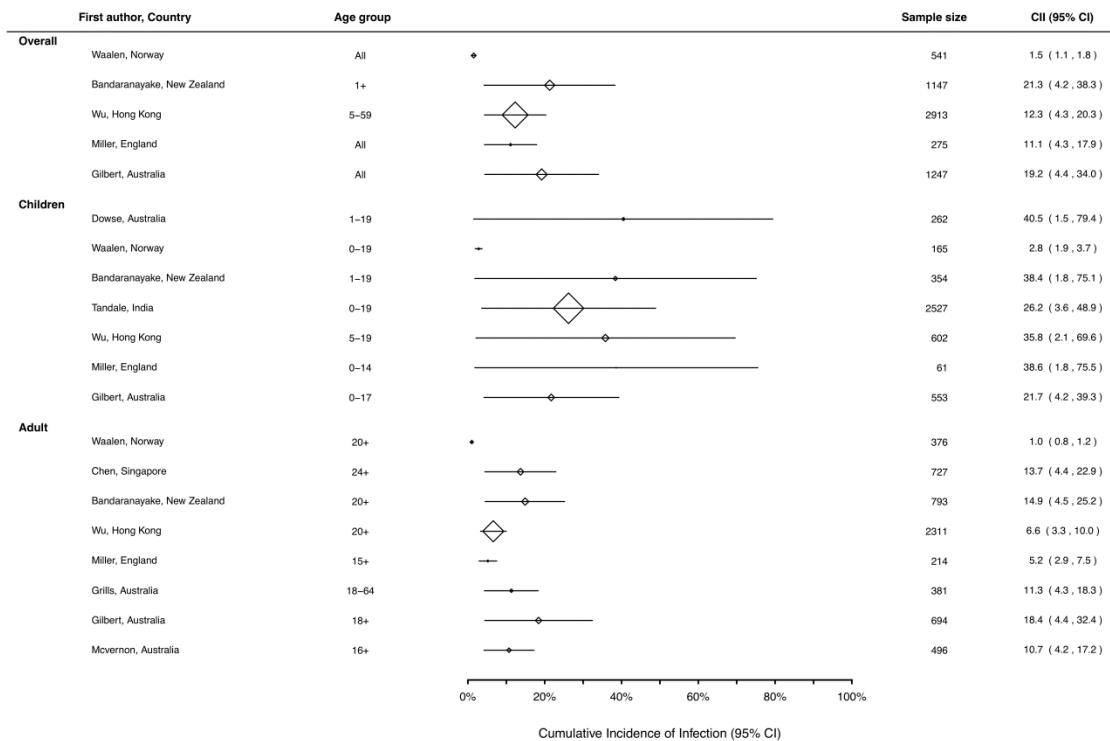 First author, Country Age group Sample size CII (95% CI)
Overall
Waalen, Norway All 541 1.5 ( 1.1 , 1.8 )
Bandaranayake, New Zealand 1+ 1147 21.3 ( 4.2 , 38.3 )
Wu, Hong Kong 5–59 2913 12.3 ( 4.3 , 20.3 )
Miller, England All 275 11.1 ( 4.3 , 17.9 )
Gilbert, Australia All 1247 19.2 ( 4.4 , 34.0 )
Children
Dowse, Australia 1–19 262 40.5 ( 1.5 , 79.4 )
Waalen, Norway 0–19 165 2.8 ( 1.9 , 3.7 )
Bandaranayake, New Zealand 1–19 354 38.4 ( 1.8 , 75.1 )
Tandale, India 0–19 2527 26.2 ( 3.6 , 48.9 )
Wu, Hong Kong 5–19 602 35.8 ( 2.1 , 69.6 )
Miller, England 0–14 61 38.6 ( 1.8 , 75.5 )
Gilbert, Australia 0–17 553 21.7 ( 4.2 , 39.3 )
Adult
Waalen, Norway 20+ 376 1.0 ( 0.8 , 1.2 )
Chen, Singapore 24+ 727 13.7 ( 4.4 , 22.9 )
Bandaranayake, New Zealand 20+ 793 14.9 ( 4.5 , 25.2 )
Wu, Hong Kong 20+ 2311 6.6 ( 3.3 , 10.0 )
Miller, England 15+ 214 5.2 ( 2.9 , 7.5 )
Grills, Australia 18–64 381 11.3 ( 4.3 , 18.3 )
Gilbert, Australia 18+ 694 18.4 ( 4.4 , 32.4 )
Mcvernon, Australia 16+ 496 10.7 ( 4.2 , 17.2 )
0% 20% 40% 60% 80% 100%
Cumulative Incidence of Infection (95% CI)